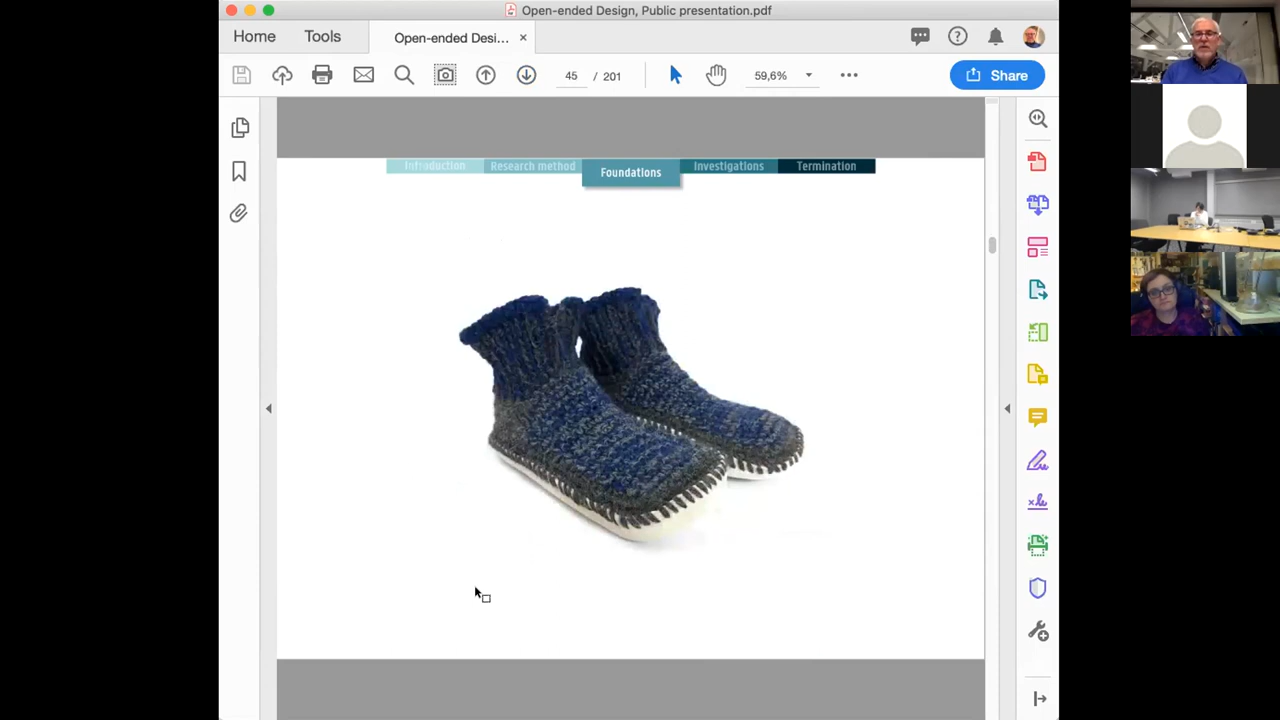 Open-ended Design, Public presentation.pdf
Home Tools Open-ended Desi... ×
45 / 201 59,6% Share
Introduction Research method Foundations Investigations Termination